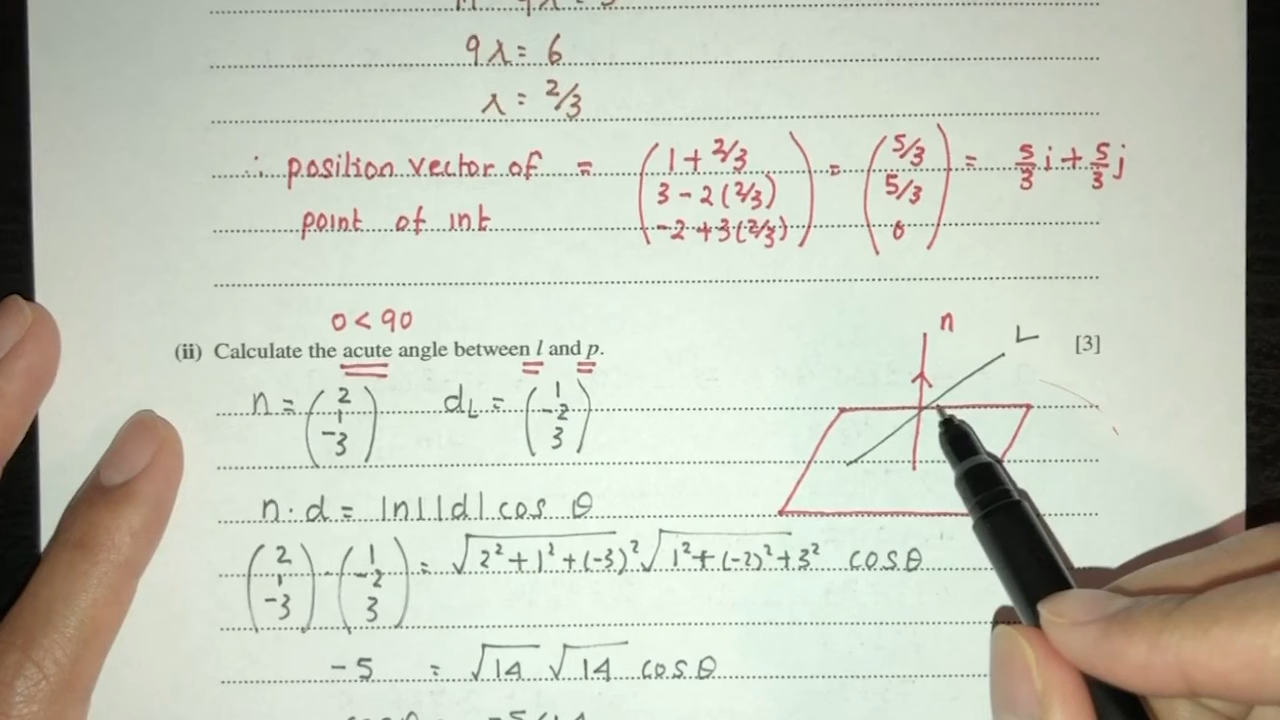 9λ = 6
λ = 2/3
∴ position vector of = (1 + 2/3, 3 - 2(2/3), -2 + 3(2/3)) = (5/3, 5/3, 0) = 5/3 i + 5/3 j
point of int
0 < 90
n
L
(ii) Calculate the acute angle between l and p. [3]
n = (2, 1, -3) dL = (1, -2, 3)
n · d = |n||d| cos θ
(2, 1, -3) · (1, -2, 3) = √2² + 1² + (-3)² √1² + (-2)² + 3² cos θ
-5 = √14 √14 cos θ